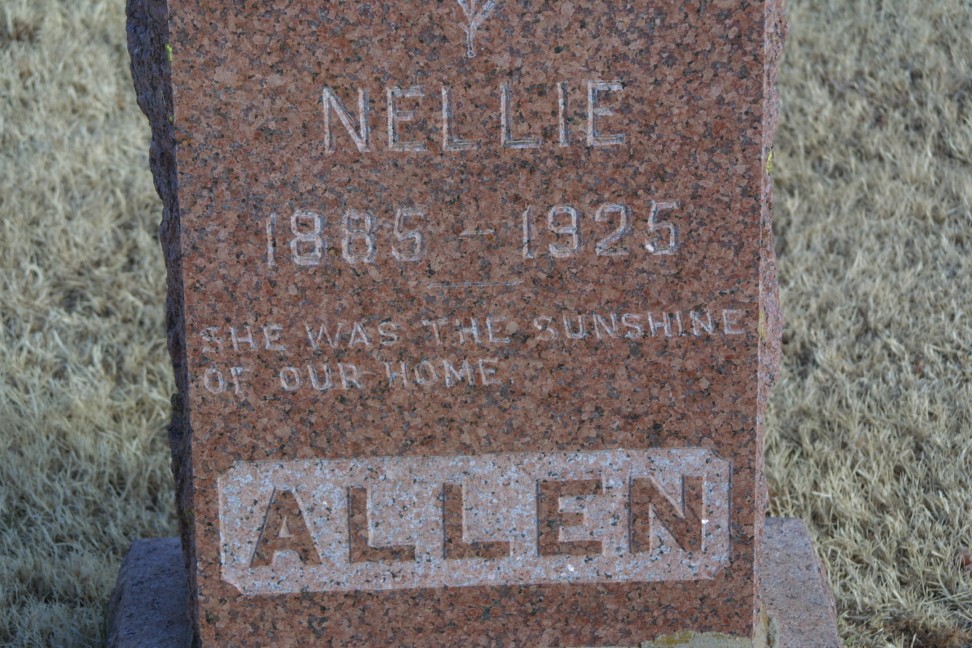 NELLIE
1885 - 1925
SHE WAS THE SUNSHINE
OF OUR HOME.
ALLEN